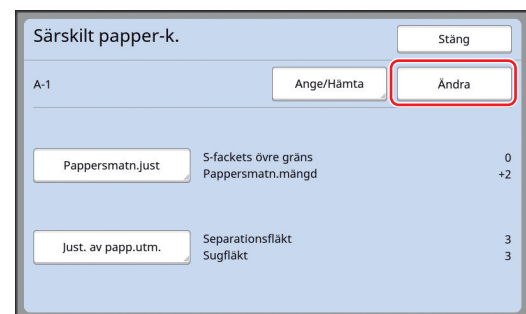 Särskilt papper-k.
Stäng
A-1
Ange/Hämta
Ändra
Pappersmatn.just
S-fackets övre gräns 0
Pappersmatn.mängd +2
Just. av papp.utm.
Separationsfläkt 3
Sugfläkt 3